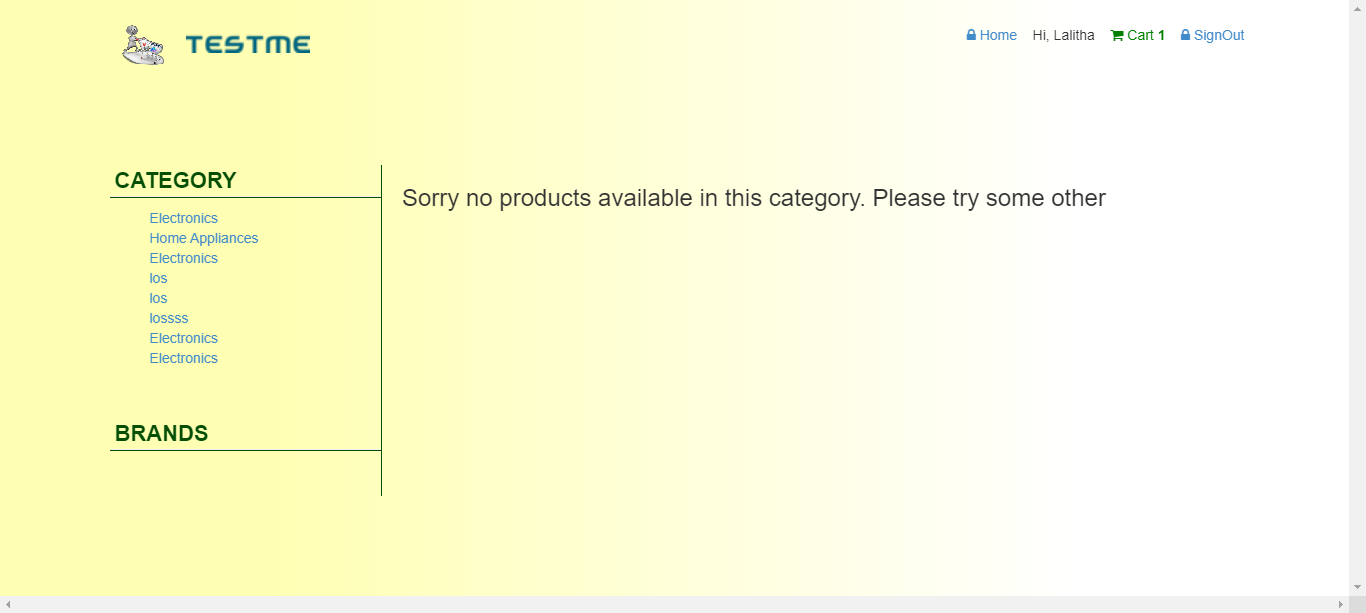 TESTME
Home Hi, Lalitha Cart 1 SignOut
CATEGORY
Electronics
Home Appliances
Electronics
Ios
Ios
Iossss
Electronics
Electronics
BRANDS
Sorry no products available in this category. Please try some other